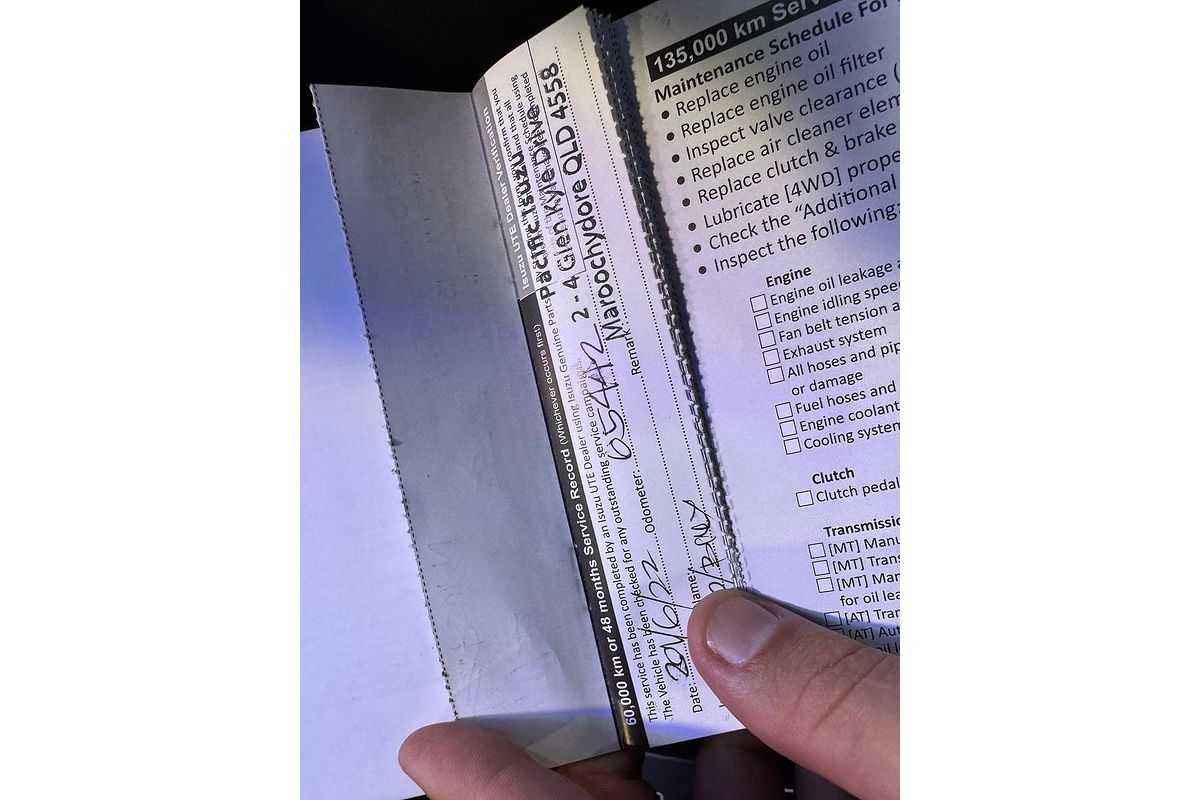 60,000 km or 48 months Service Record (Whichever occurs first)
This service has been completed by an Isuzu UTE Dealer using Isuzu Genuine Parts.
The Vehicle has been checked for any outstanding service campaigns.
Date: 20/6/22 Odometer: 65442 Remark
Isuzu UTE Dealer Verification
Pacific Isuzu
2 - 4 Glen Kyle Drive
Maroochydore QLD 4558
135,000 km Serv
Maintenance Schedule For
• Replace engine oil
• Replace engine oil filter
• Inspect valve clearance (
• Replace air cleaner elem
• Replace clutch & brake
• Lubricate [4WD] prope
• Check the “Additional
• Inspect the following:
Engine
Engine oil leakage
Engine idling spee
Fan belt tension a
Exhaust system
All hoses and pip
or damage
Fuel hoses and
Engine coolant
Cooling system
Clutch
Clutch pedal
Transmissio
[MT] Manu
[MT] Trans
[MT] Man
for oil lea
[AT] Tran
[AT] Aut